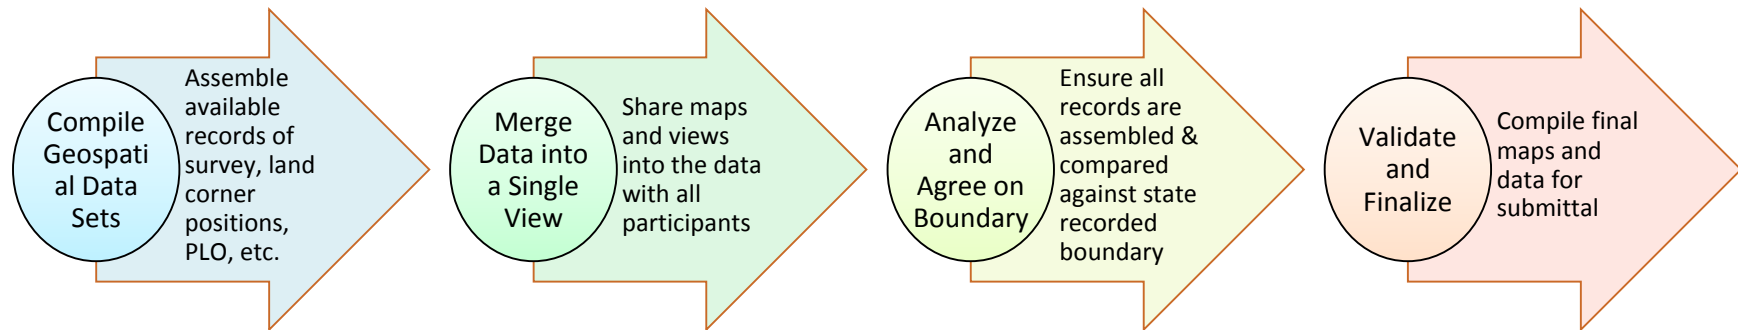 Compile
Geospati
al Data
Sets
Assemble
available
records of
survey, land
corner
positions,
PLO, etc.
Merge
Data into
a Single
View
Share maps
and views
into the data
with all
participants
Analyze
and
Agree on
Boundary
Ensure all
records are
assembled &
compared
against state
recorded
boundary
Validate
and
Finalize
Compile final
maps and
data for
submittal